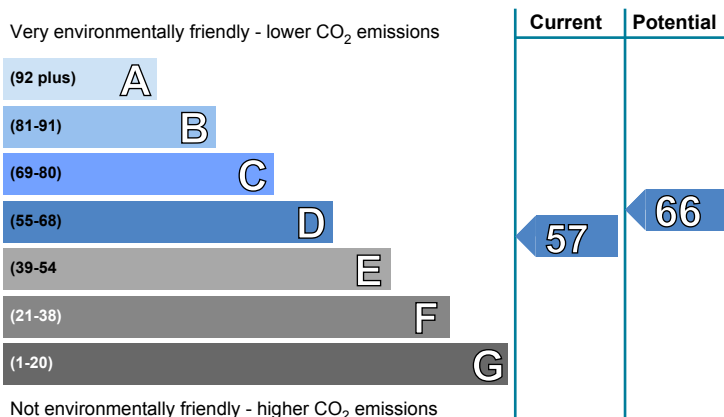 Current Potential
Very environmentally friendly - lower CO2 emissions
(92 plus) A
(81-91) B
(69-80) C
(55-68) D
(39-54 E
(21-38) F
(1-20) G
57
66
Not environmentally friendly - higher CO2 emissions